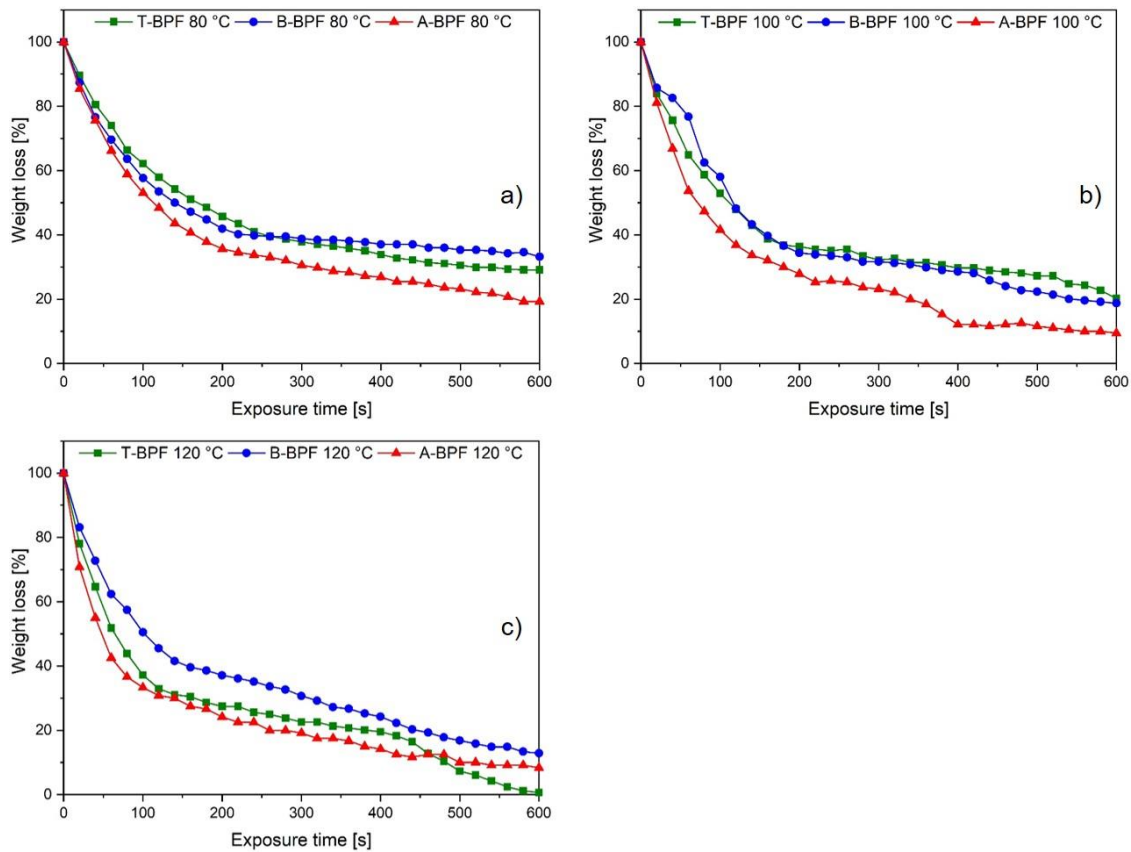 T-BPF 80 °C B-BPF 80 °C A-BPF 80 °C
100
80
60
40
20
0
Weight loss [%]
a)
0 100 200 300 400 500 600
Exposure time [s]
T-BPF 100 °C B-BPF 100 °C A-BPF 100 °C
100
80
60
40
20
0
Weight loss [%]
b)
0 100 200 300 400 500 600
Exposure time [s]
T-BPF 120 °C B-BPF 120 °C A-BPF 120 °C
100
80
60
40
20
0
Weight loss [%]
c)
0 100 200 300 400 500 600
Exposure time [s]